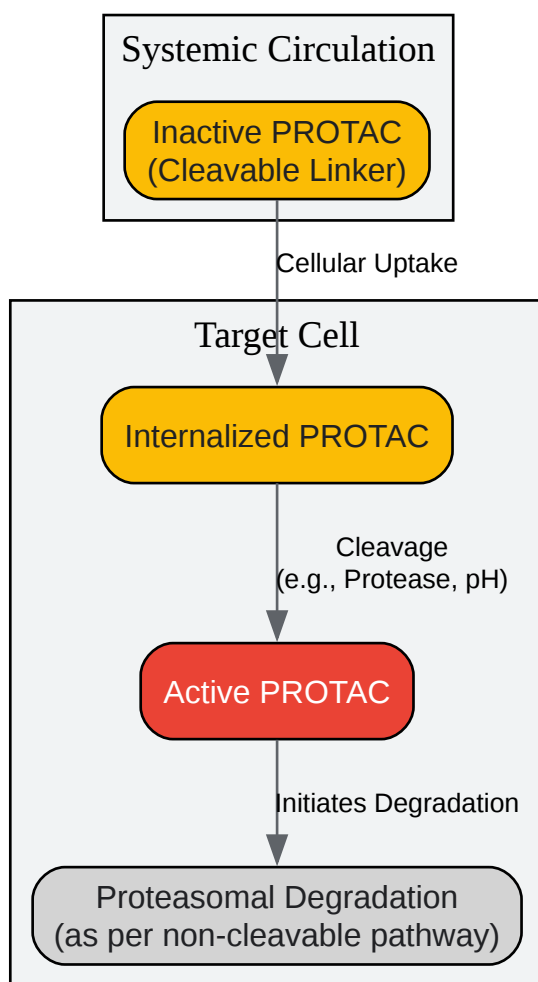 Systemic Circulation
Inactive PROTAC
(Cleavable Linker)
Cellular Uptake
Target Cell
Internalized PROTAC
Cleavage
(e.g., Protease, pH)
Active PROTAC
Initiates Degradation
Proteasomal Degradation
(as per non-cleavable pathway)